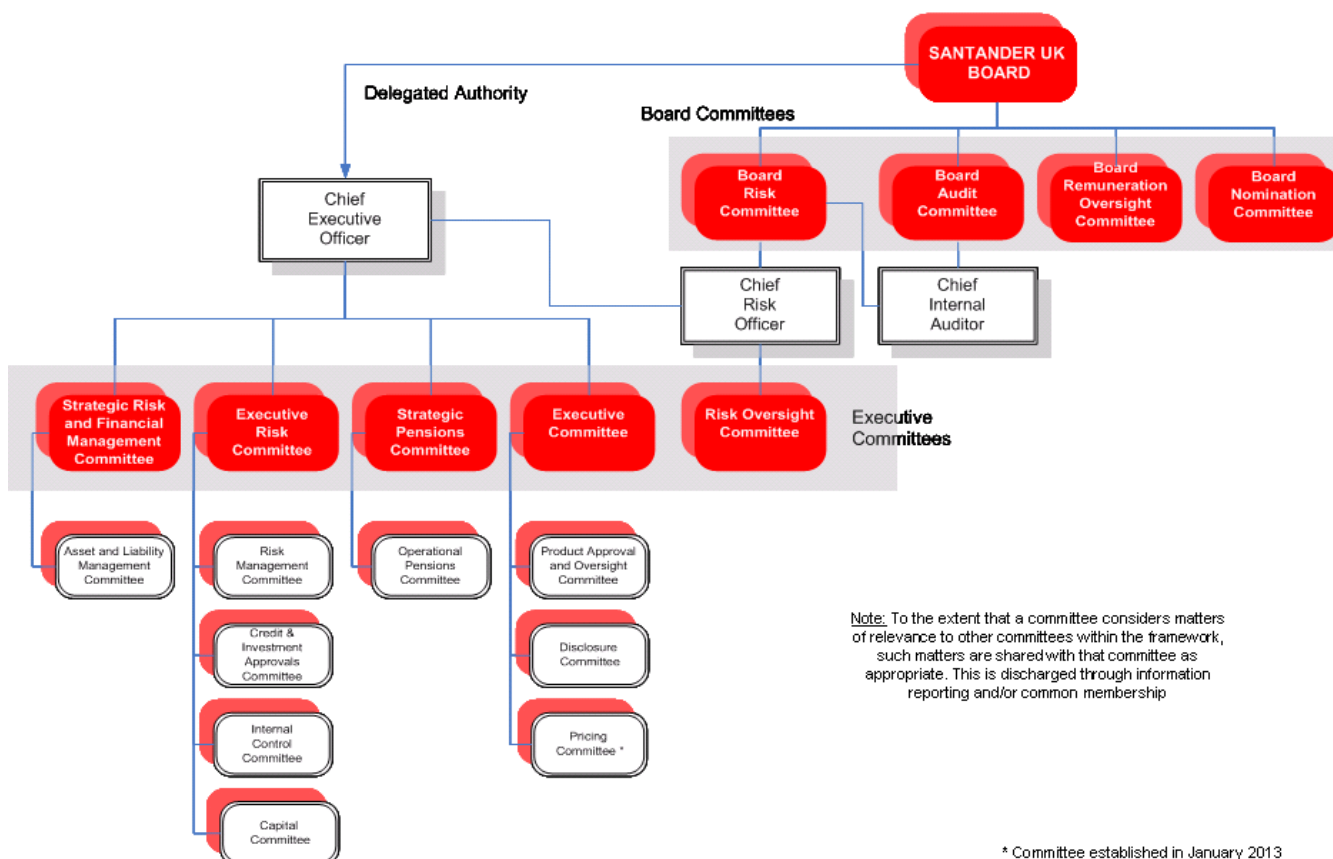 SANTANDER UK
BOARD
Delegated Authority
Board Committees
Board
Risk
Committee
Board
Audit
Committee
Board
Remuneration
Oversight
Committee
Board
Nomination
Committee
Chief
Executive
Officer
Chief
Risk
Officer
Chief
Internal
Auditor
Strategic Risk
and Financial
Management
Committee
Executive
Risk
Committee
Strategic
Pensions
Committee
Executive
Committee
Risk Oversight
Committee
Executive
Committees
Asset and Liability
Management
Committee
Risk
Management
Committee
Operational
Pensions
Committee
Product Approval
and Oversight
Committee
Credit &
Investment
Approvals
Committee
Disclosure
Committee
Internal
Control
Committee
Pricing
Committee *
Capital
Committee
Note: To the extent that a committee considers matters
of relevance to other committees within the framework,
such matters are shared with that committee as
appropriate. This is discharged through information
reporting and/or common membership
* Committee established in January 2013